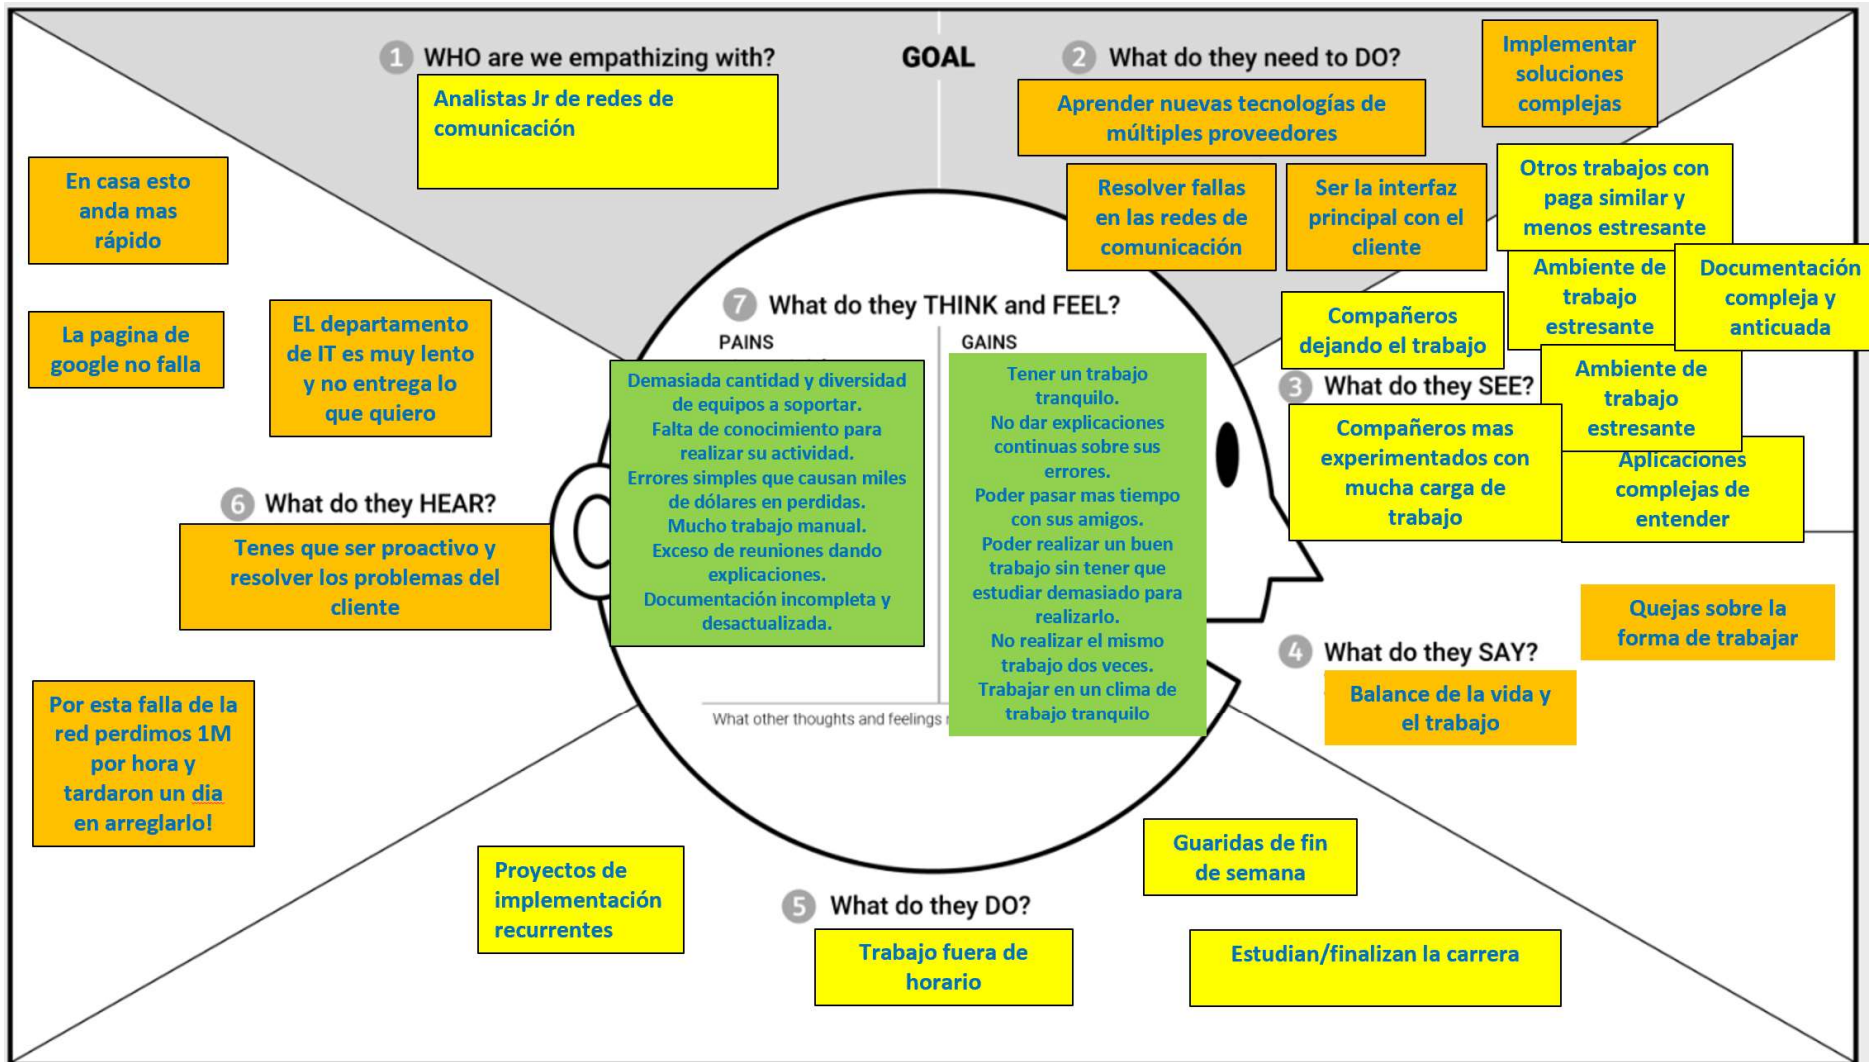 1 WHO are we empathizing with?
Analistas Jr de redes de
comunicación
GOAL
2 What do they need to DO?
Aprender nuevas tecnologías de
múltiples proveedores
Implementar
soluciones
complejas
Resolver fallas
en las redes de
comunicación
Ser la interfaz
principal con el
cliente
Otros trabajos con
paga similar y
menos estresante
Ambiente de
trabajo
estresante
Documentación
compleja y
anticuada
Compañeros
dejando el trabajo
3 What do they SEE?
Ambiente de
trabajo
estresante
Compañeros mas
experimentados con
mucha carga de
trabajo
Aplicaciones
complejas de
entender
Quejas sobre la
forma de trabajar
4 What do they SAY?
Balance de la vida y
el trabajo
Guaridas de fin
de semana
5 What do they DO?
Trabajo fuera de
horario
Estudian/finalizan la carrera
Proyectos de
implementación
recurrentes
En casa esto
anda mas
rápido
La pagina de
google no falla
EL departamento
de IT es muy lento
y no entrega lo
que quiero
6 What do they HEAR?
Tenes que ser proactivo y
resolver los problemas del
cliente
Por esta falla de la
red perdimos 1M
por hora y
tardaron un dia
en arreglarlo!
7 What do they THINK and FEEL?
PAINS
Demasiada cantidad y diversidad
de equipos a soportar.
Falta de conocimiento para
realizar su actividad.
Errores simples que causan miles
de dólares en perdidas.
Mucho trabajo manual.
Exceso de reuniones dando
explicaciones.
Documentación incompleta y
desactualizada.
GAINS
Tener un trabajo
tranquilo.
No dar explicaciones
continuas sobre sus
errores.
Poder pasar mas tiempo
con sus amigos.
Poder realizar un buen
trabajo sin tener que
estudiar demasiado para
realizarlo.
No realizar el mismo
trabajo dos veces.
Trabajar en un clima de
trabajo tranquilo
What other thoughts and feelings